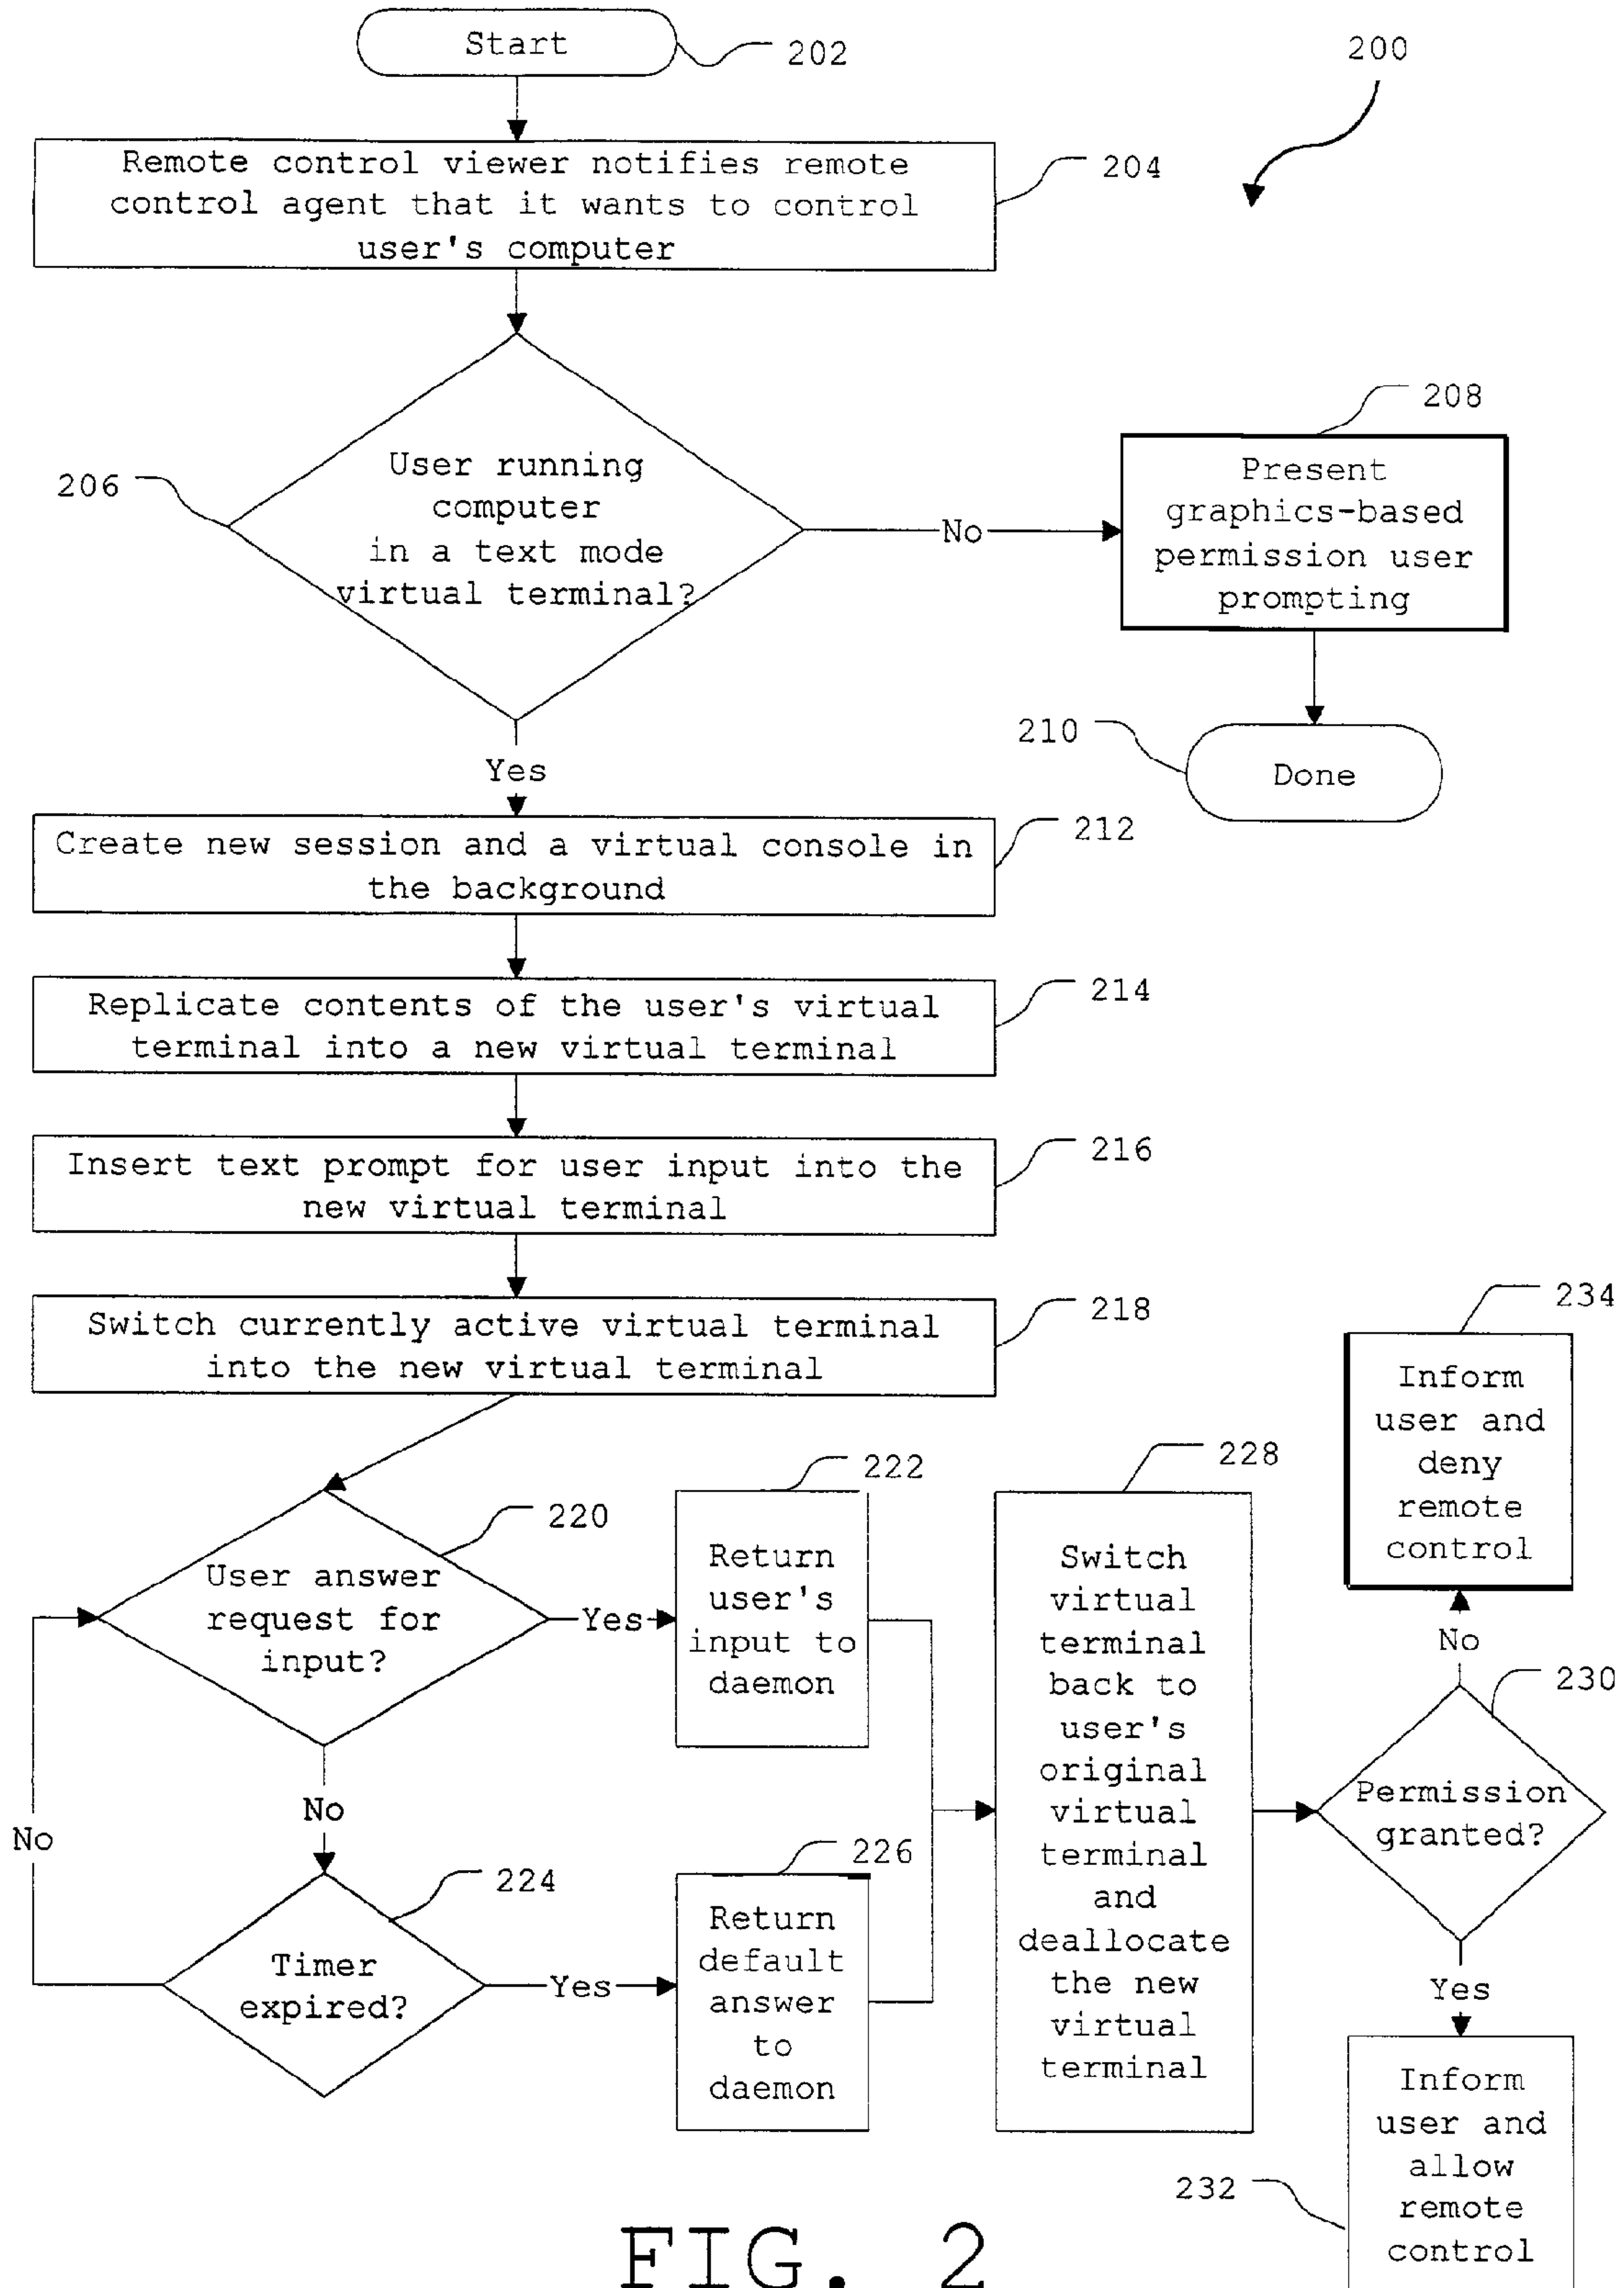 Start
202
200
Remote control viewer notifies remote
control agent that it wants to control
user's computer
204
206
User running
computer
in a text mode
virtual terminal?
No
208
Present
graphics-based
permission user
prompting
210
Done
Yes
Create new session and a virtual console in
the background
212
Replicate contents of the user's virtual
terminal into a new virtual terminal
214
Insert text prompt for user input into the
new virtual terminal
216
Switch currently active virtual terminal
into the new virtual terminal
218
220
User answer
request for
input?
Yes
222
Return
user's
input to
daemon
No
No
224
Timer
expired?
Yes
226
Return
default
answer
to
daemon
228
Switch
virtual
terminal
back to
user's
original
virtual
terminal
and
deallocate
the new
virtual
terminal
234
Inform
user and
deny
remote
control
No
230
Permission
granted?
Yes
232
Inform
user and
allow
remote
control
FIG. 2